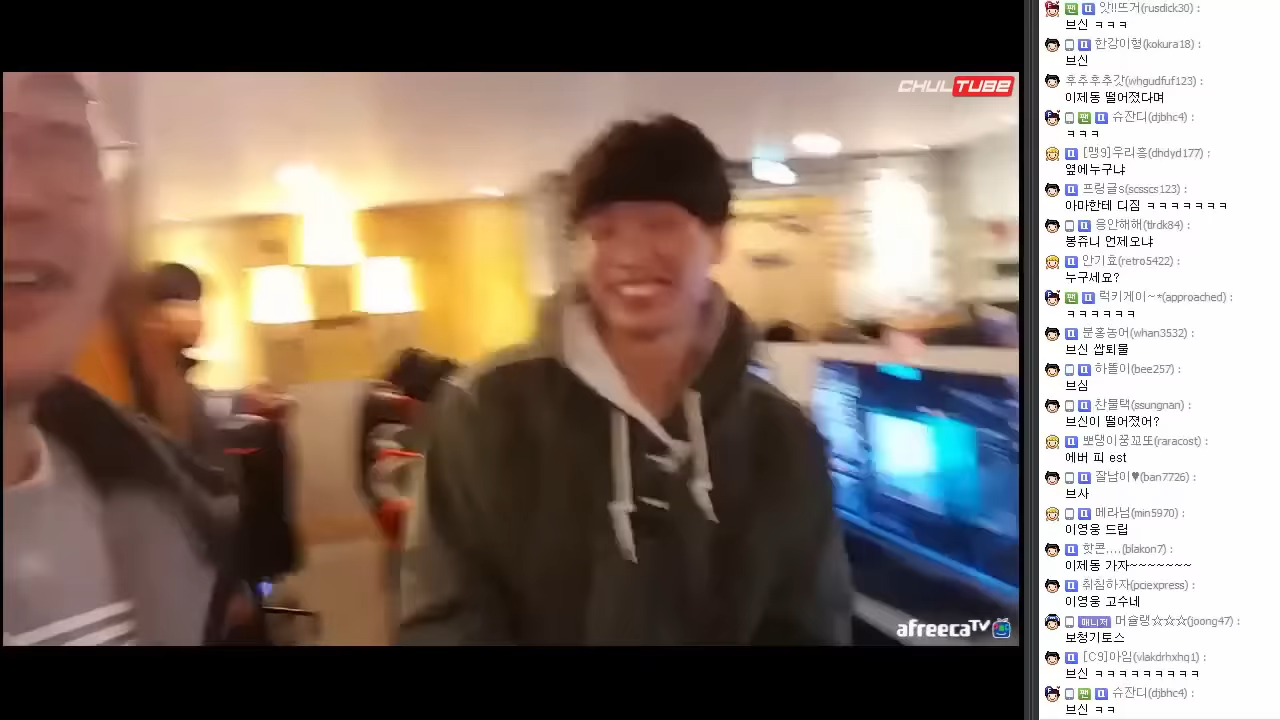 CHULTUBE
afreecaTV
앗!!뜨거(rusdick30) :
브신 ㅋㅋㅋ
한강이형(kokura18) :
브신
후추후추갓(whgudfuf123) :
이제동 떨어졌다며
슈잔디(djbhc4) :
ㅋㅋㅋ
[맹9]우리흥(dhdyd177) :
옆에누구냐
프링글s(scsscs123) :
아마한테 디짐 ㅋㅋㅋㅋㅋㅋㅋ
응안해해(tlrdk84) :
봉쥬니 언제오냐
안기효(retro5422) :
누구세요?
럭키게이~*(approached) :
ㅋㅋㅋㅋㅋㅋ
분홍농어(whan3532) :
브신 쌉퇴물
하뚤이(bee257) :
브심
찬물택(ssungnan) :
브신이 떨어졌어?
뽀댕이쭝꼬또(raracost) :
에버 피 est
잘남이♥(ban7726) :
브사
메라넘(min5970) :
이영웅 드립
핫콘....(blakon7) :
이제동 가자~~~~~~~
취침하자(pciexpress) :
이영웅 고수네
매니저 머슐랭☆☆☆(joong47) :
보청기토스
[C9]아임(vlakdrhxhq1) :
브신 ㅋㅋㅋㅋㅋㅋㅋㅋㅋ
슈잔디(djbhc4) :
브신 ㅋㅋ